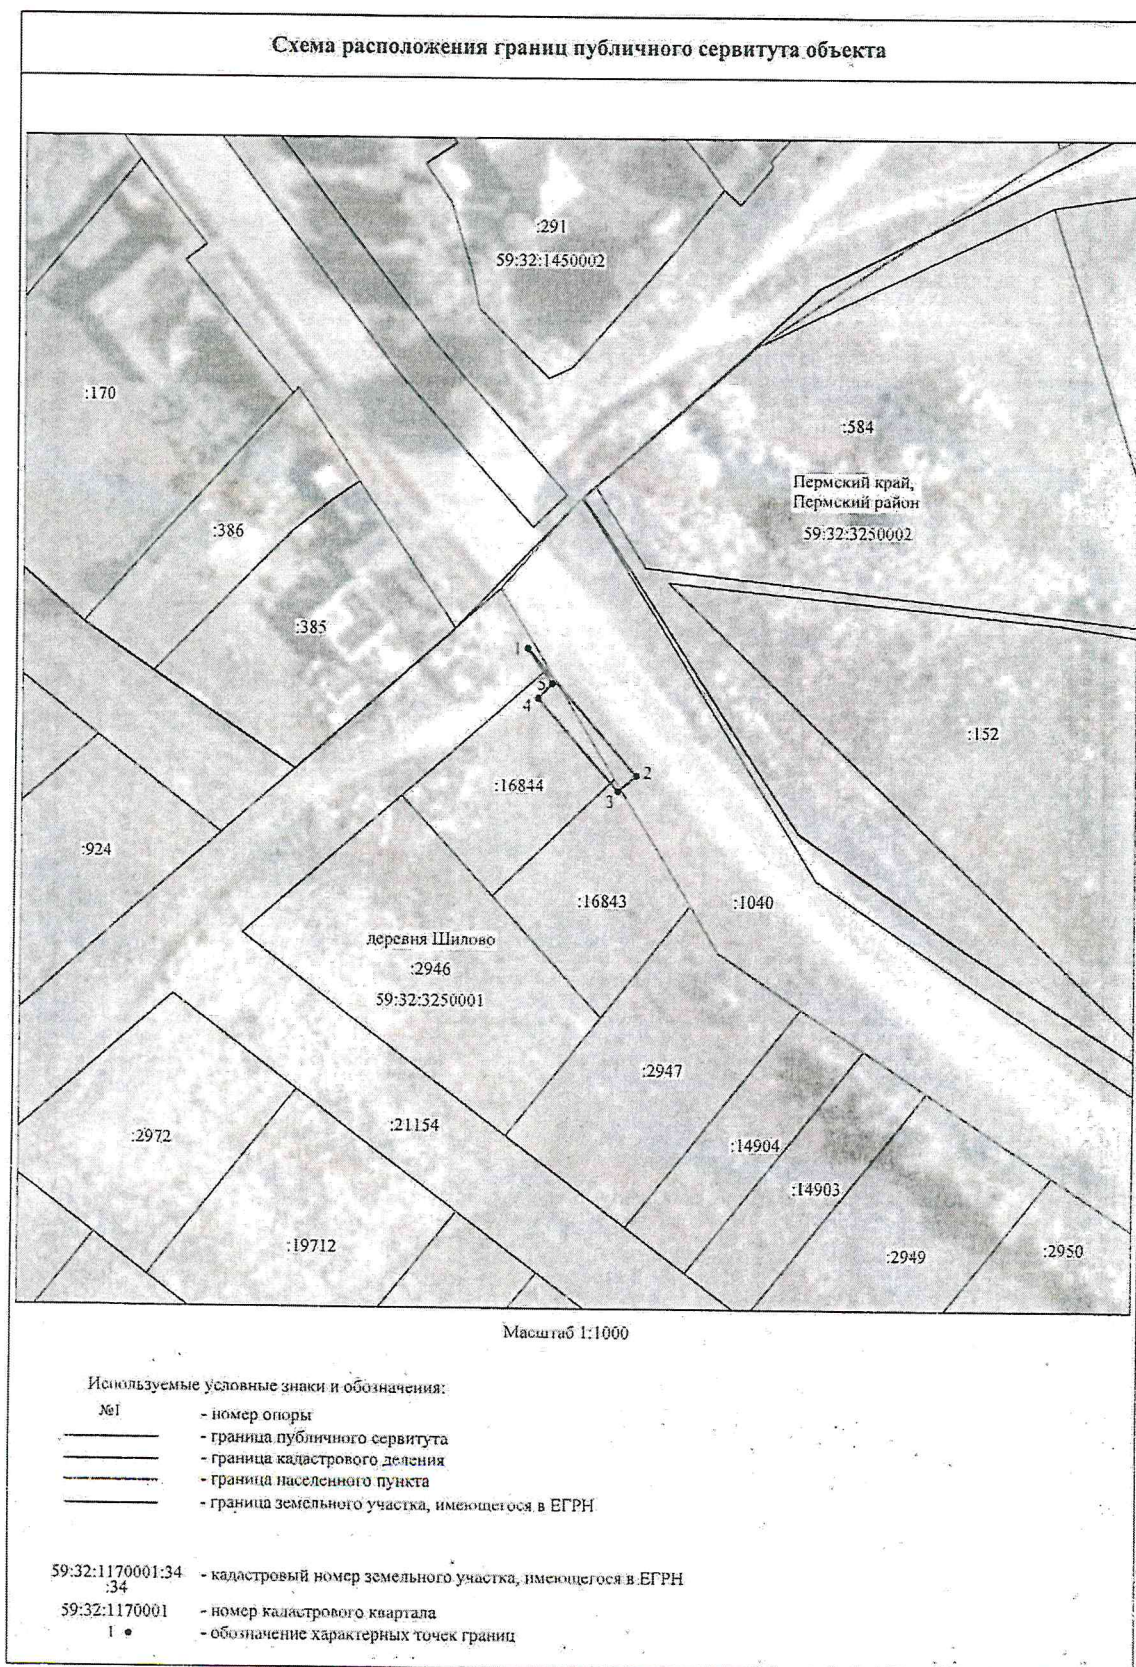 Схема расположения границ публичного сервитута объекта
:291
59:32:1450002
:170
:584
Пермский край,
Пермский район
59:32:3250002
:386
:385
1
5
4
:152
2
:16844
3
:924
:16843
:1040
деревня Шилово
:2946
59:32:3250001
:2947
:21154
:2972
:14904
:14903
:19712
:2949
:2950
Масштаб 1:1000
Используемые условные знаки и обозначения:
№1 - номер опоры
- граница публичного сервитута
- граница кадастрового деления
- граница населенного пункта
- граница земельного участка, имеющегося в ЕГРН
59:32:1170001:34 - кадастровый номер земельного участка, имеющегося в ЕГРН
:34
59:32:1170001 - номер кадастрового квартала
1 - обозначение характерных точек границ